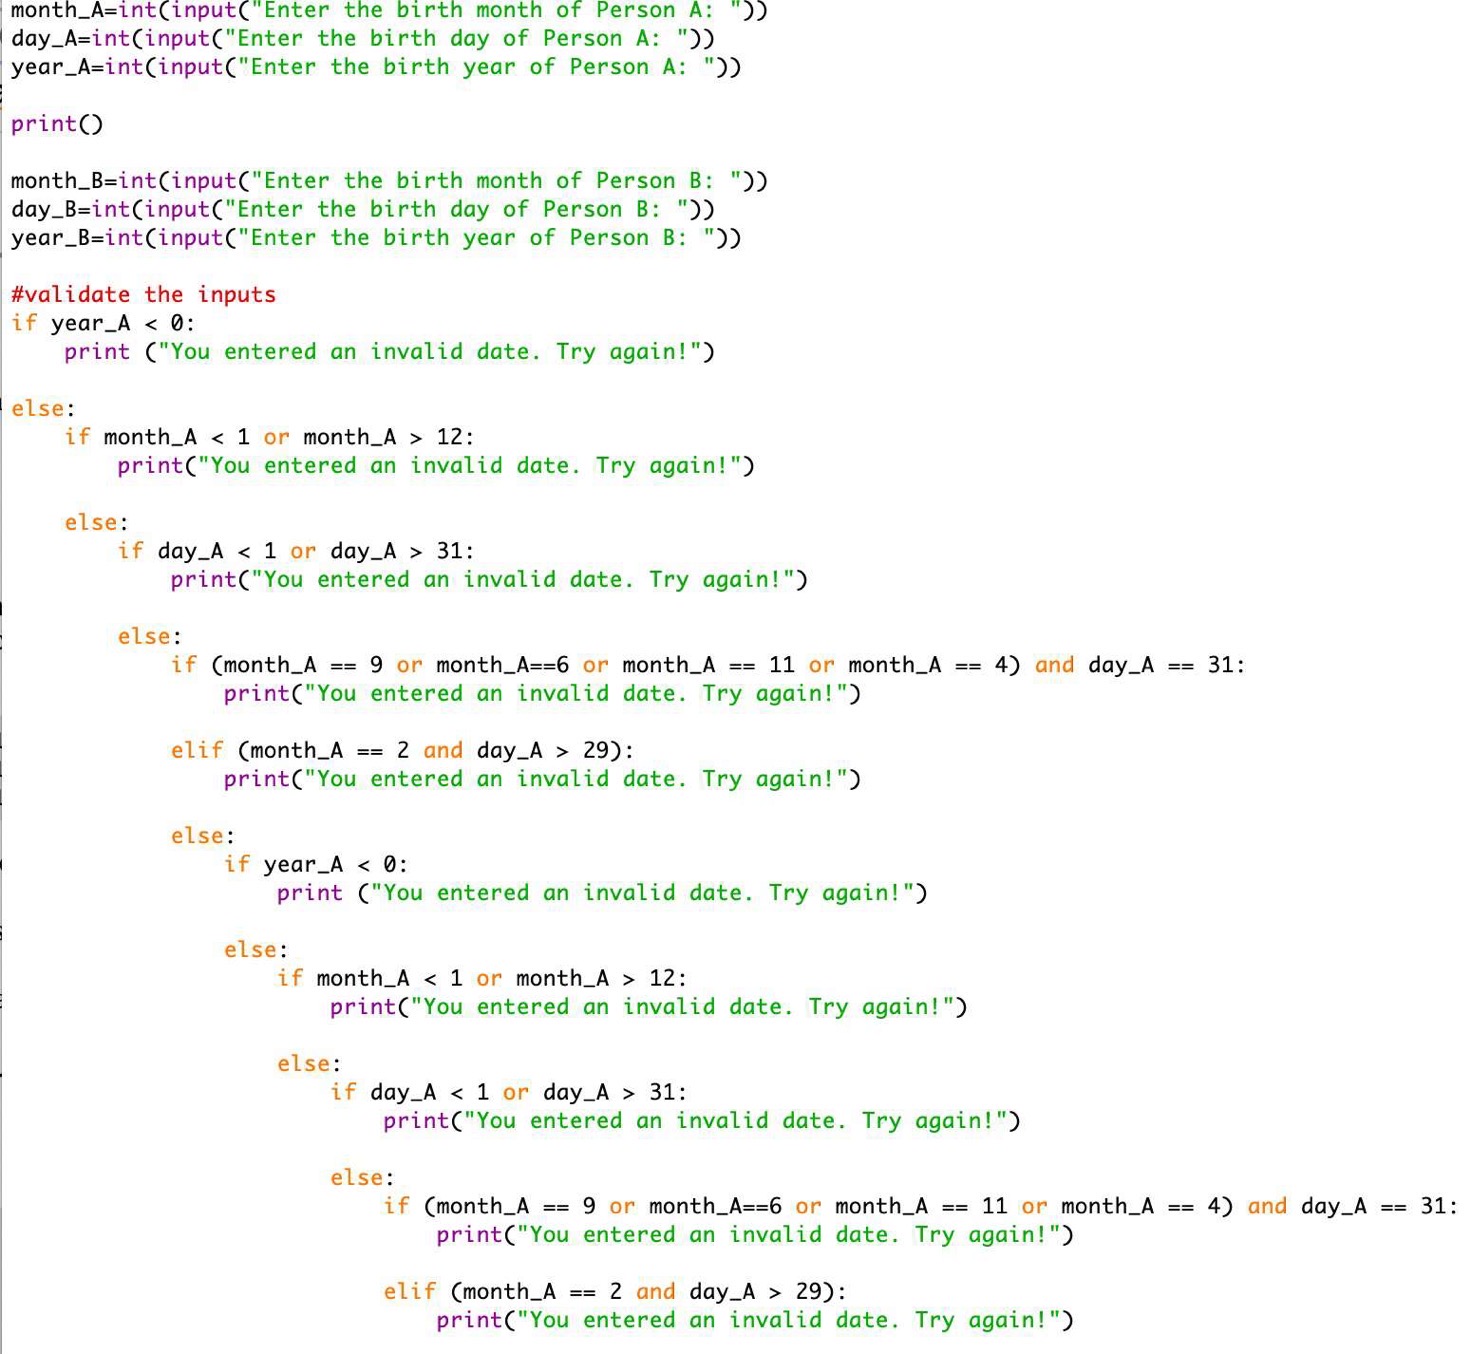 month_A=int(input("Enter the birth month of Person A: "))
day_A=int(input("Enter the birth day of Person A: "))
year_A=int(input("Enter the birth year of Person A: "))

print()

month_B=int(input("Enter the birth month of Person B: "))
day_B=int(input("Enter the birth day of Person B: "))
year_B=int(input("Enter the birth year of Person B: "))

#validate the inputs
if year_A < 0:
    print ("You entered an invalid date. Try again!")

else:
    if month_A < 1 or month_A > 12:
        print("You entered an invalid date. Try again!")

    else:
        if day_A < 1 or day_A > 31:
            print("You entered an invalid date. Try again!")

        else:
            if (month_A == 9 or month_A==6 or month_A == 11 or month_A == 4) and day_A == 31:
                print("You entered an invalid date. Try again!")

            elif (month_A == 2 and day_A > 29):
                print("You entered an invalid date. Try again!")

            else:
                if year_A < 0:
                    print ("You entered an invalid date. Try again!")

                else:
                    if month_A < 1 or month_A > 12:
                        print("You entered an invalid date. Try again!")

                    else:
                        if day_A < 1 or day_A > 31:
                            print("You entered an invalid date. Try again!")

                        else:
                            if (month_A == 9 or month_A==6 or month_A == 11 or month_A == 4) and day_A == 31:
                                print("You entered an invalid date. Try again!")

                            elif (month_A == 2 and day_A > 29):
                                print("You entered an invalid date. Try again!")